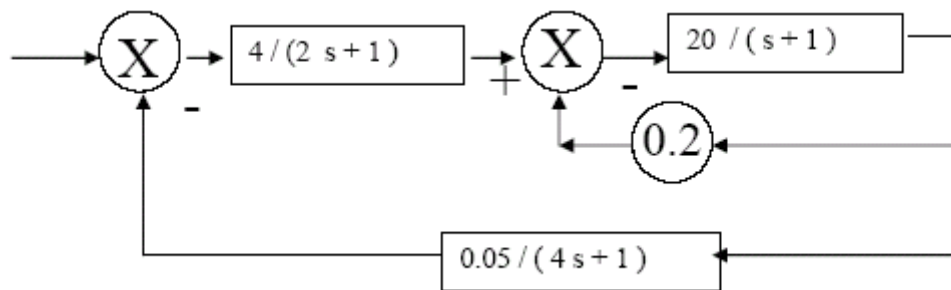 X
4 / (2 s + 1 )
+
X
20 / ( s + 1 )
-
-
0.2
0.05 / ( 4 s + 1 )